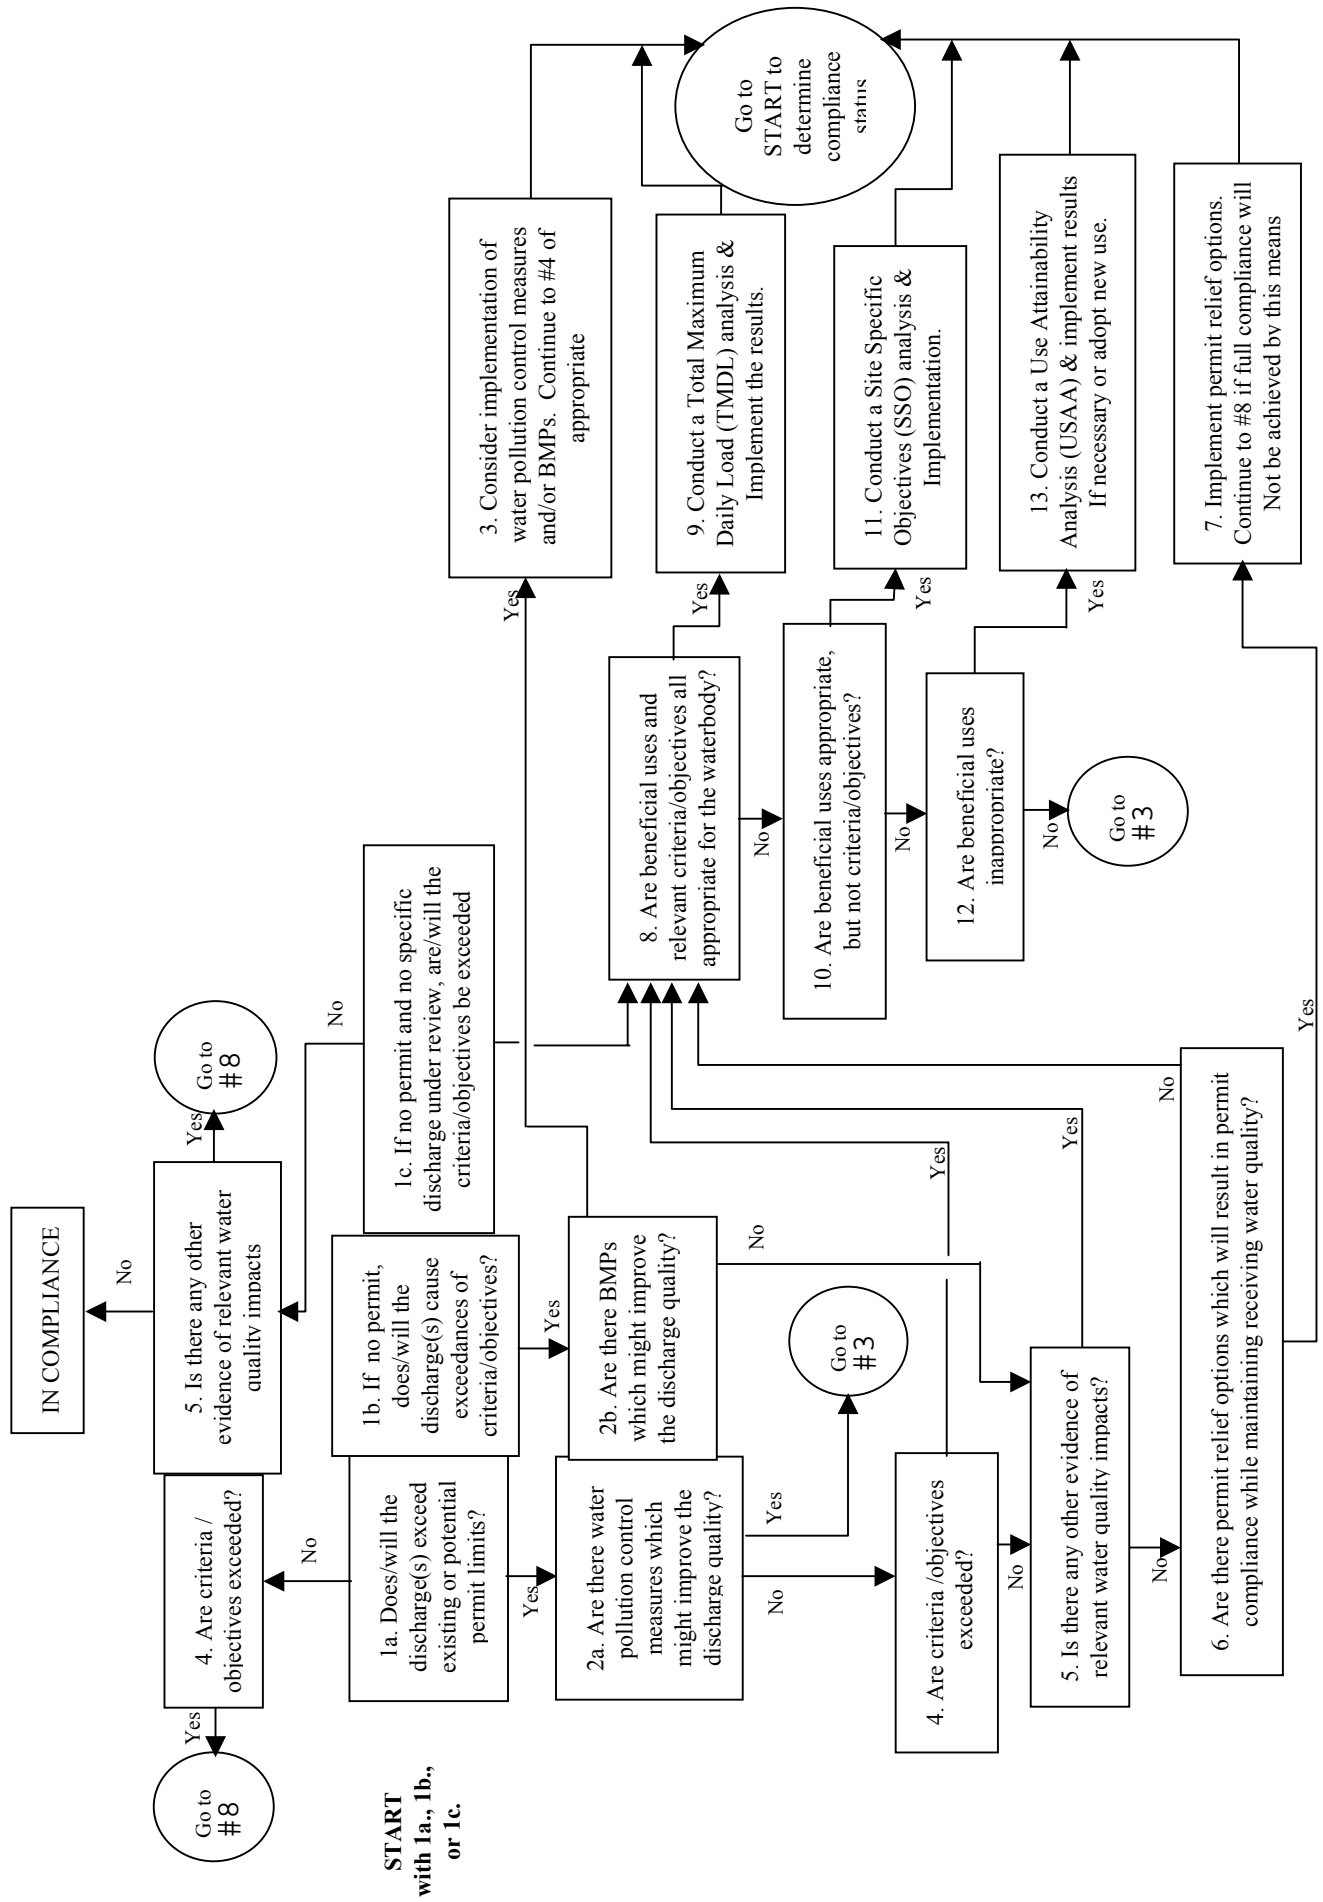 IN COMPLIANCE
No
Go to
#8
Yes
4. Are criteria /
objectives exceeded?
5. Is there any other
evidence of relevant water
quality impacts
Yes
Go to
#8
No
No
START
with 1a., 1b.,
or 1c.
1a. Does/will the
discharge(s) exceed
existing or potential
permit limits?
1b. If no permit,
does/will the
discharge(s) cause
exceedances of
criteria/objectives?
1c. If no permit and no specific
discharge under review, are/will the
criteria/objectives be exceeded
Yes
Yes
2a. Are there water
pollution control
measures which
might improve the
discharge quality?
2b. Are there BMPs
which might improve
the discharge quality?
Yes
3. Consider implementation of
water pollution control measures
and/or BMPs. Continue to #4 of
appropriate
No
Yes
No
Go to
#3
8. Are beneficial uses and
relevant criteria/objectives all
appropriate for the waterbody?
Yes
9. Conduct a Total Maximum
Daily Load (TMDL) analysis &
Implement the results.
Go to
START to
determine
compliance
status
No
4. Are criteria /objectives
exceeded?
Yes
10. Are beneficial uses appropriate,
but not criteria/objectives?
Yes
11. Conduct a Site Specific
Objectives (SSO) analysis &
Implementation.
No
No
5. Is there any other evidence of
relevant water quality impacts?
Yes
12. Are beneficial uses
inappropriate?
Yes
13. Conduct a Use Attainability
Analysis (USAA) & implement results
If necessary or adopt new use.
No
Go to
#3
No
6. Are there permit relief options which will result in permit
compliance while maintaining receiving water quality?
No
Yes
7. Implement permit relief options.
Continue to #8 if full compliance will
Not be achieved by this means